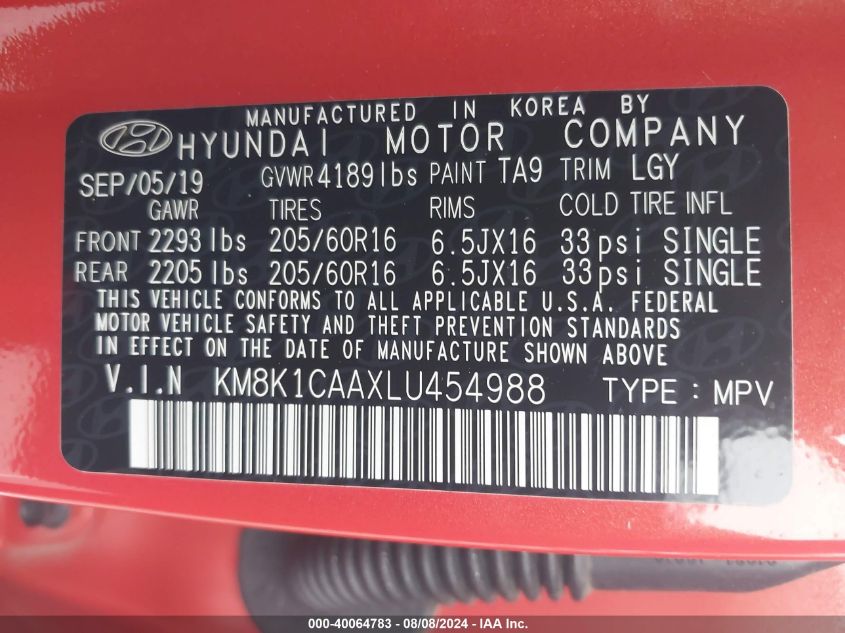 MANUFACTURED IN KOREA BY
HYUNDAI MOTOR COMPANY
SEP/05/19 GVWR 4189lbs PAINT TA9 TRIM LGY
GAWR TIRES RIMS COLD TIRE INFL
FRONT 2293 lbs 205/60R16 6.5JX16 33psi SINGLE
REAR 2205 lbs 205/60R16 6.5JX16 33psi SINGLE
THIS VEHICLE CONFORMS TO ALL APPLICABLE U.S.A. FEDERAL
MOTOR VEHICLE SAFETY AND THEFT PREVENTION STANDARDS
IN EFFECT ON THE DATE OF MANUFACTURE SHOWN ABOVE
V.I.N KM8K1CAAXLU454988 TYPE : MPV
000-40064783 - 08/08/2024 - IAA Inc.